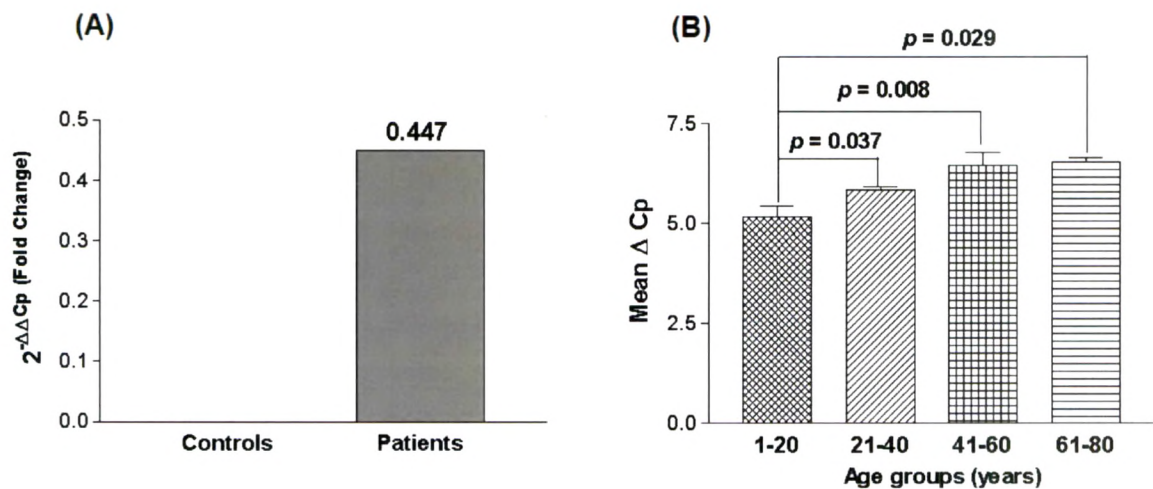 (A)
2^-ΔΔCp (Fold Change)
0.5
0.4
0.3
0.2
0.1
0.0
0.447
Controls
Patients
(B)
p = 0.029
p = 0.008
p = 0.037
Mean Δ Cp
7.5
5.0
2.5
0.0
1-20
21-40
41-60
61-80
Age groups (years)